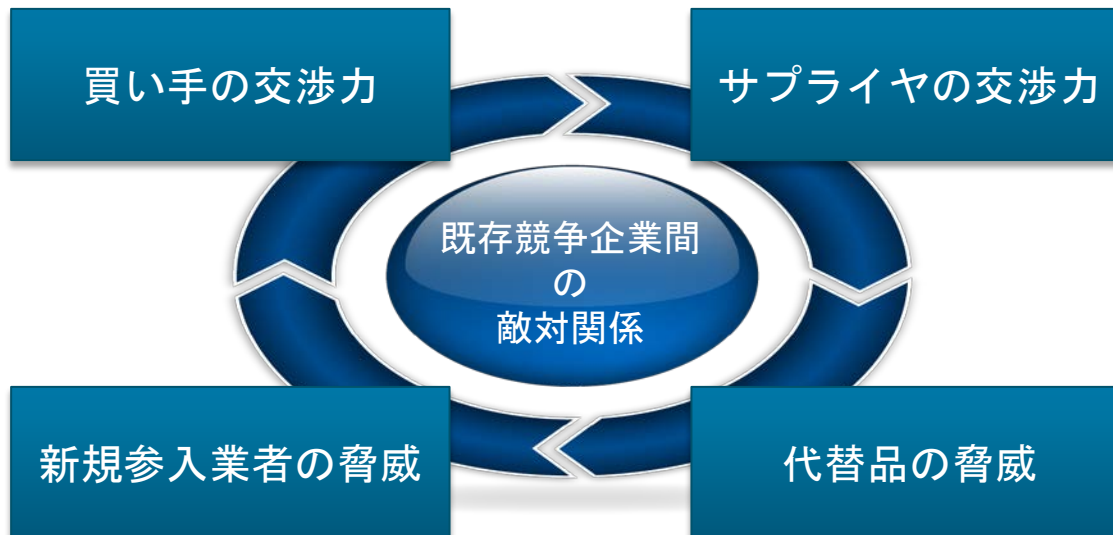 買い手の交渉力
サプライヤの交渉力
既存競争企業間
の
敵対関係
新規参入業者の脅威
代替品の脅威